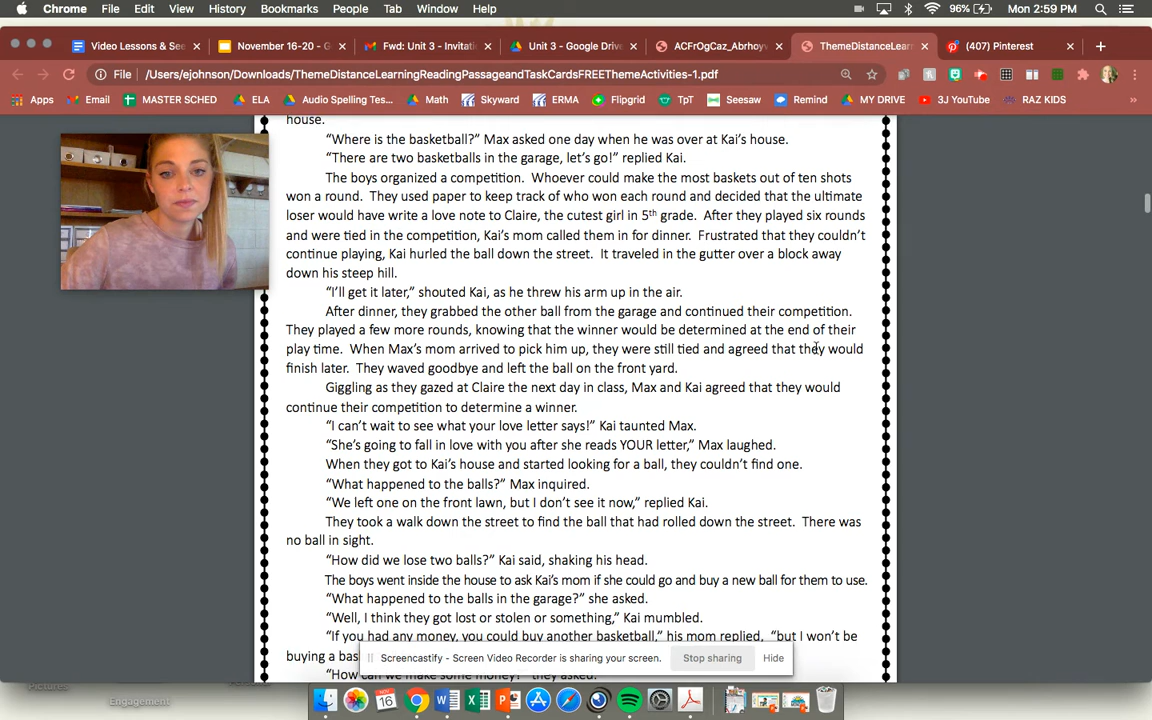 Chrome File Edit View History Bookmarks People Tab Window Help 96% Mon 2:59 PM
Video Lessons & See November 16-20 - G Fwd: Unit 3 - Invitati Unit 3 - Google Driv ACFrOgCaz_Abrhoyv ThemeDistanceLearn (407) Pinterest
File /Users/ejohnson/Downloads/ThemeDistanceLearningReadingPassageandTaskCardsFREEThemeActivities-1.pdf
Apps Email MASTER SCHED ELA Audio Spelling Tes... Math Skyward ERMA Flipgrid TpT Seesaw Remind MY DRIVE 3J YouTube RAZ KIDS
house.
“Where is the basketball?” Max asked one day when he was over at Kai’s house.
“There are two basketballs in the garage, let’s go!” replied Kai.
The boys organized a competition. Whoever could make the most baskets out of ten shots
won a round. They used paper to keep track of who won each round and decided that the ultimate
loser would have write a love note to Claire, the cutest girl in 5th grade. After they played six rounds
and were tied in the competition, Kai’s mom called them in for dinner. Frustrated that they couldn’t
continue playing, Kai hurled the ball down the street. It traveled in the gutter over a block away
down his steep hill.
“I’ll get it later,” shouted Kai, as he threw his arm up in the air.
After dinner, they grabbed the other ball from the garage and continued their competition.
They played a few more rounds, knowing that the winner would be determined at the end of their
play time. When Max’s mom arrived to pick him up, they were still tied and agreed that they would
finish later. They waved goodbye and left the ball on the front yard.
Giggling as they gazed at Claire the next day in class, Max and Kai agreed that they would
continue their competition to determine a winner.
“I can’t wait to see what your love letter says!” Kai taunted Max.
“She’s going to fall in love with you after she reads YOUR letter,” Max laughed.
When they got to Kai’s house and started looking for a ball, they couldn’t find one.
“What happened to the balls?” Max inquired.
“We left one on the front lawn, but I don’t see it now,” replied Kai.
They took a walk down the street to find the ball that had rolled down the street. There was
no ball in sight.
“How did we lose two balls?” Kai said, shaking his head.
The boys went inside the house to ask Kai’s mom if she could go and buy a new ball for them to use.
“What happened to the balls in the garage?” she asked.
“Well, I think they got lost or stolen or something,” Kai mumbled.
“If you had any money, you could buy another basketball,” his mom replied, “but I won’t be
buying a bas
Screencastify - Screen Video Recorder is sharing your screen. Stop sharing Hide
“How can we make some money?” they asked.
Pictures
Engagement
NOV
16